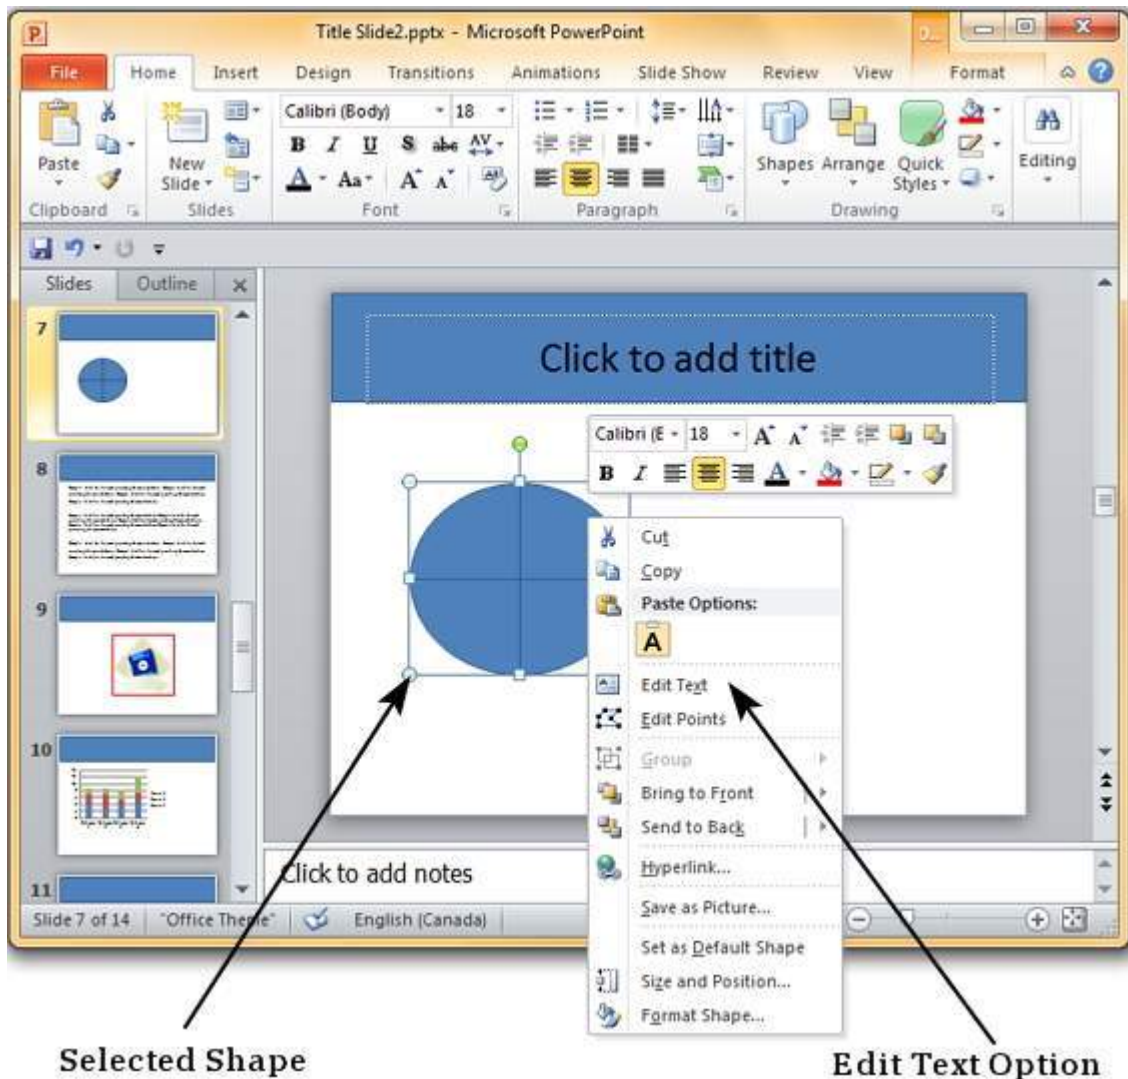 Title Slide2.pptx - Microsoft PowerPoint
File Home Insert Design Transitions Animations Slide Show Review View Format
Calibri (Body) 18
B I U S abc AV
Paste New Slide Aa A A Shapes Arrange Quick Styles Editing
Clipboard Slides Font Paragraph Drawing
Slides Outline
7
8
9
10
11
Click to add title
Calibri (E 18 A A
B I A
Cut
Copy
Paste Options:
A
Edit Text
Edit Points
Group
Bring to Front
Send to Back
Hyperlink...
Save as Picture...
Set as Default Shape
Size and Position...
Format Shape...
Click to add notes
Slide 7 of 14 "Office Theme" English (Canada)
Selected Shape
Edit Text Option